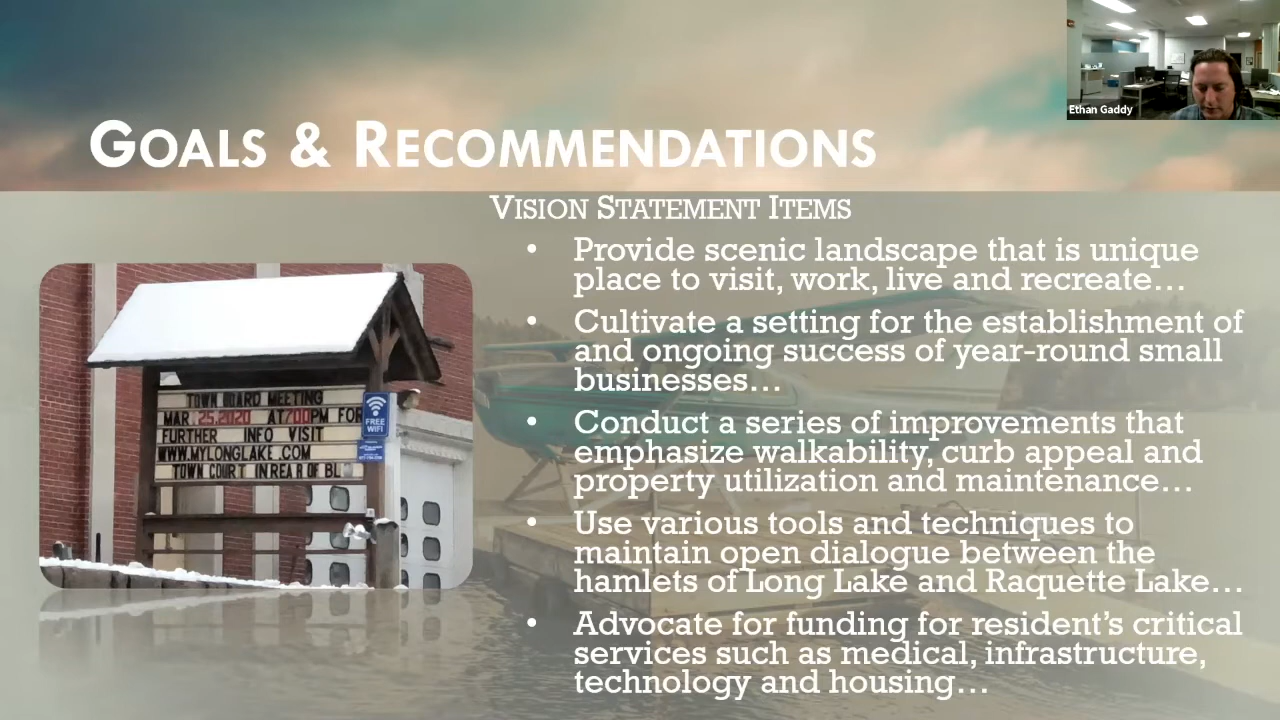 Ethan Gaddy
GOALS & RECOMMENDATIONS
VISION STATEMENT ITEMS
• Provide scenic landscape that is unique
place to visit, work, live and recreate…
• Cultivate a setting for the establishment of
and ongoing success of year-round small
businesses…
• Conduct a series of improvements that
emphasize walkability, curb appeal and
property utilization and maintenance…
• Use various tools and techniques to
maintain open dialogue between the
hamlets of Long Lake and Raquette Lake…
• Advocate for funding for resident’s critical
services such as medical, infrastructure,
technology and housing…
TOWN BOARD MEETING
MAR 25.2020 AT 7:00PM FOR
FURTHER INFO VISIT
WWW.MYLONGLAKE.COM
TOWN COURT IN REAR OF
FREE
WIFI